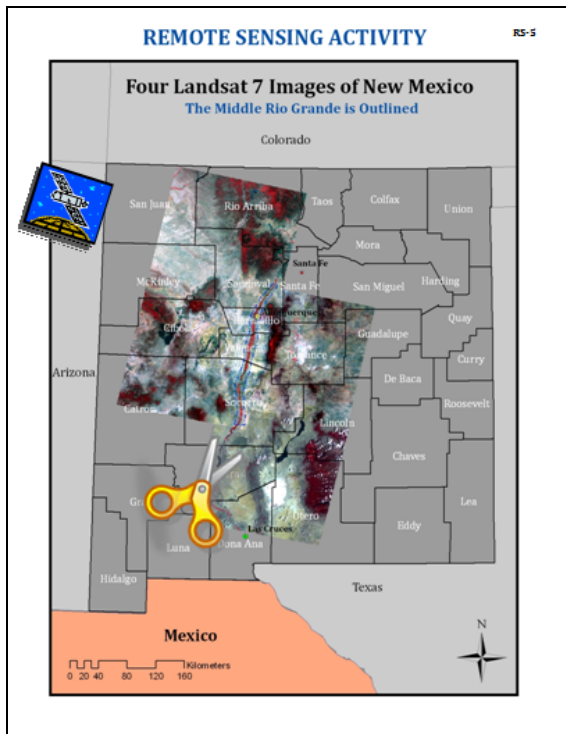 REMOTE SENSING ACTIVITY
RS-5
Four Landsat 7 Images of New Mexico
The Middle Rio Grande is Outlined
Colorado
San Juan
Rio Arriba
Taos
Colfax
Union
Mora
Santa Fe
McKinley
Sandoval
Santa Fe
San Miguel
Harding
Quay
Guadalupe
Torrance
Curry
Arizona
De Baca
Roosevelt
Catron
Socorro
Lincoln
Chaves
Lea
Eddy
Otero
Las Cruces
Dona Ana
Luna
Hidalgo
Texas
Mexico
N
Kilometers
0 20 40 80 120 160